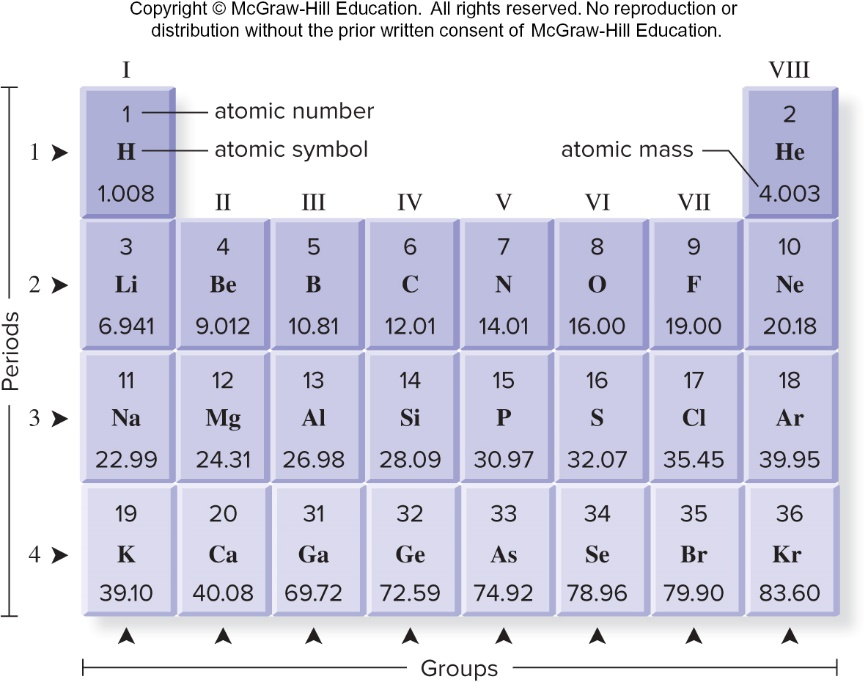 Copyright © McGraw-Hill Education. All rights reserved. No reproduction or
distribution without the prior written consent of McGraw-Hill Education.
I VIII
1 atomic number 2
1 H atomic symbol atomic mass He
1.008 4.003
II III IV V VI VII
3 4 5 6 7 8 9 10
2 Li Be B C N O F Ne
6.941 9.012 10.81 12.01 14.01 16.00 19.00 20.18
Periods
11 12 13 14 15 16 17 18
3 Na Mg Al Si P S Cl Ar
22.99 24.31 26.98 28.09 30.97 32.07 35.45 39.95
19 20 31 32 33 34 35 36
4 K Ca Ga Ge As Se Br Kr
39.10 40.08 69.72 72.59 74.92 78.96 79.90 83.60
Groups